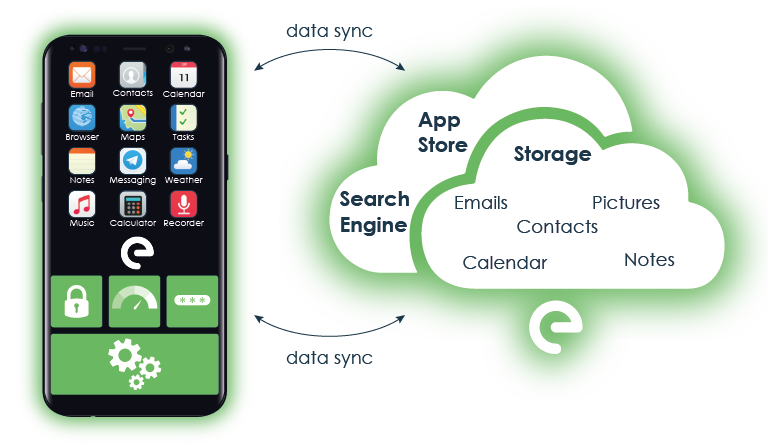 data sync
Email Contacts Calendar
11
Browser Maps Tasks
Notes Messaging Weather
Music Calculator Recorder
***
App
Store
Search
Engine
Storage
Emails Pictures
Contacts
Calendar Notes
e
data sync